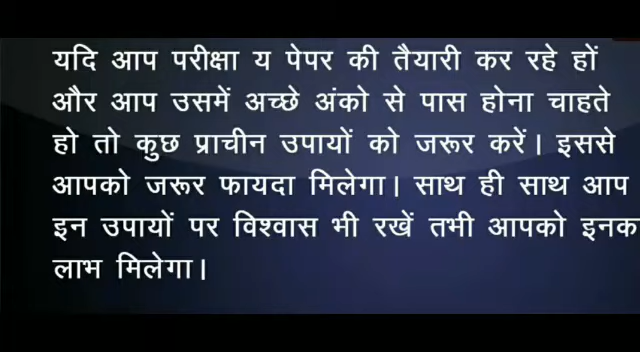 यदि आप परीक्षा य पेपर की तैयारी कर रहे हों
और आप उसमें अच्छे अंको से पास होना चाहते
हो तो कुछ प्राचीन उपायों को जरूर करें। इससे
आपको जरूर फायदा मिलेगा। साथ ही साथ आप
इन उपायों पर विश्वास भी रखें तभी आपको इनक
लाभ मिलेगा।